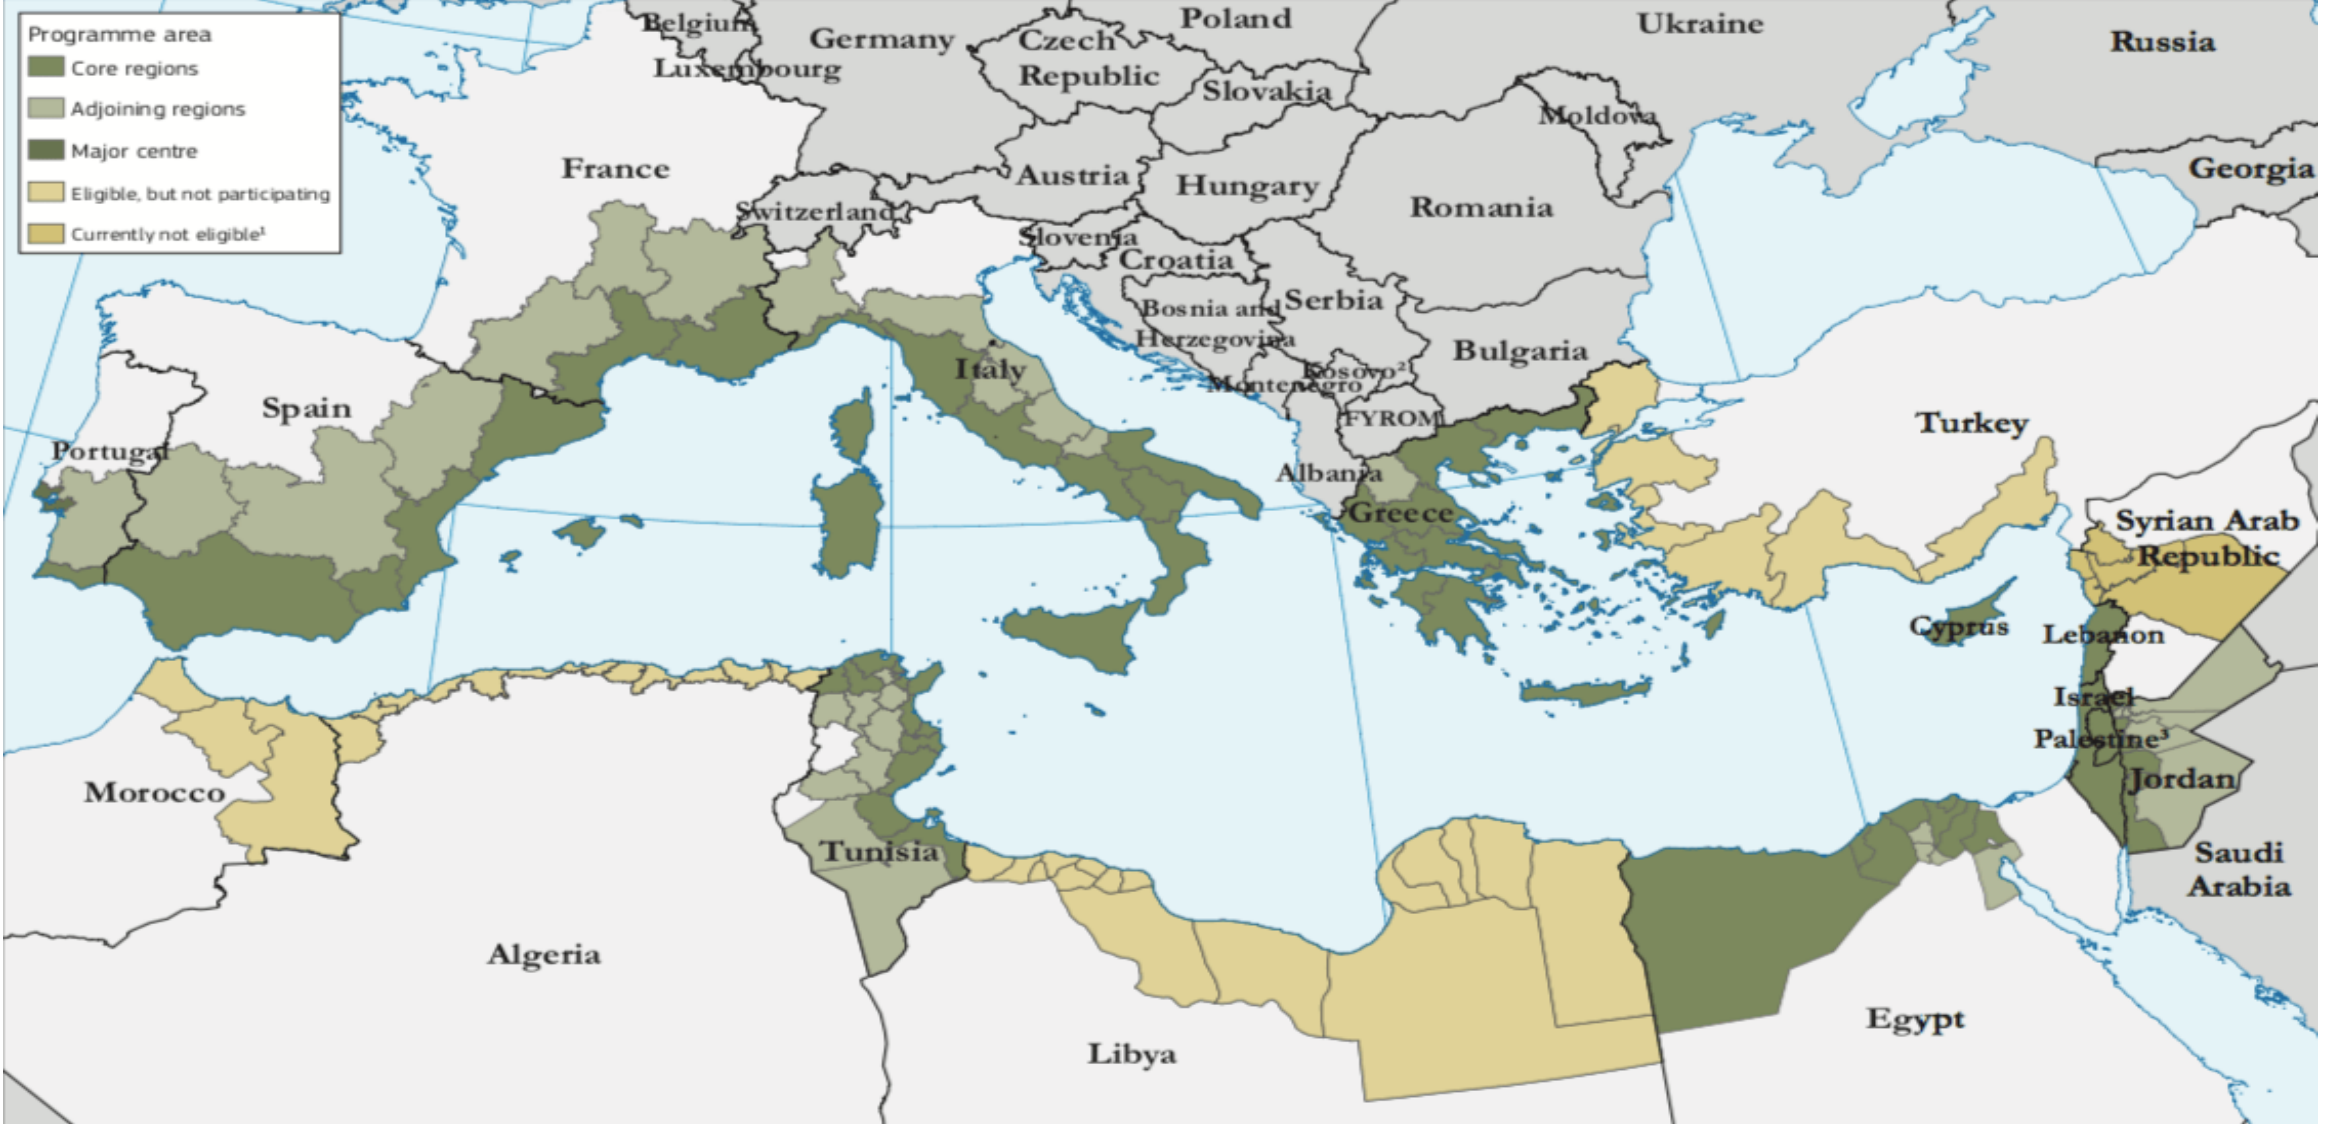 Programme area
Core regions
Adjoining regions
Major centre
Eligible, but not participating
Currently not eligible¹
Belgium
Luxembourg
Germany
Czech
Republic
Poland
Slovakia
Ukraine
Russia
Moldova
Georgia
France
Switzerland
Austria
Hungary
Romania
Slovenia
Croatia
Bosnia and
Herzegovina
Serbia
Montenegro
Kosovo²
Bulgaria
FYROM
Albania
Italy
Spain
Portugal
Greece
Turkey
Syrian Arab
Republic
Cyprus
Lebanon
Israel
Palestine³
Jordan
Saudi
Arabia
Morocco
Algeria
Tunisia
Libya
Egypt